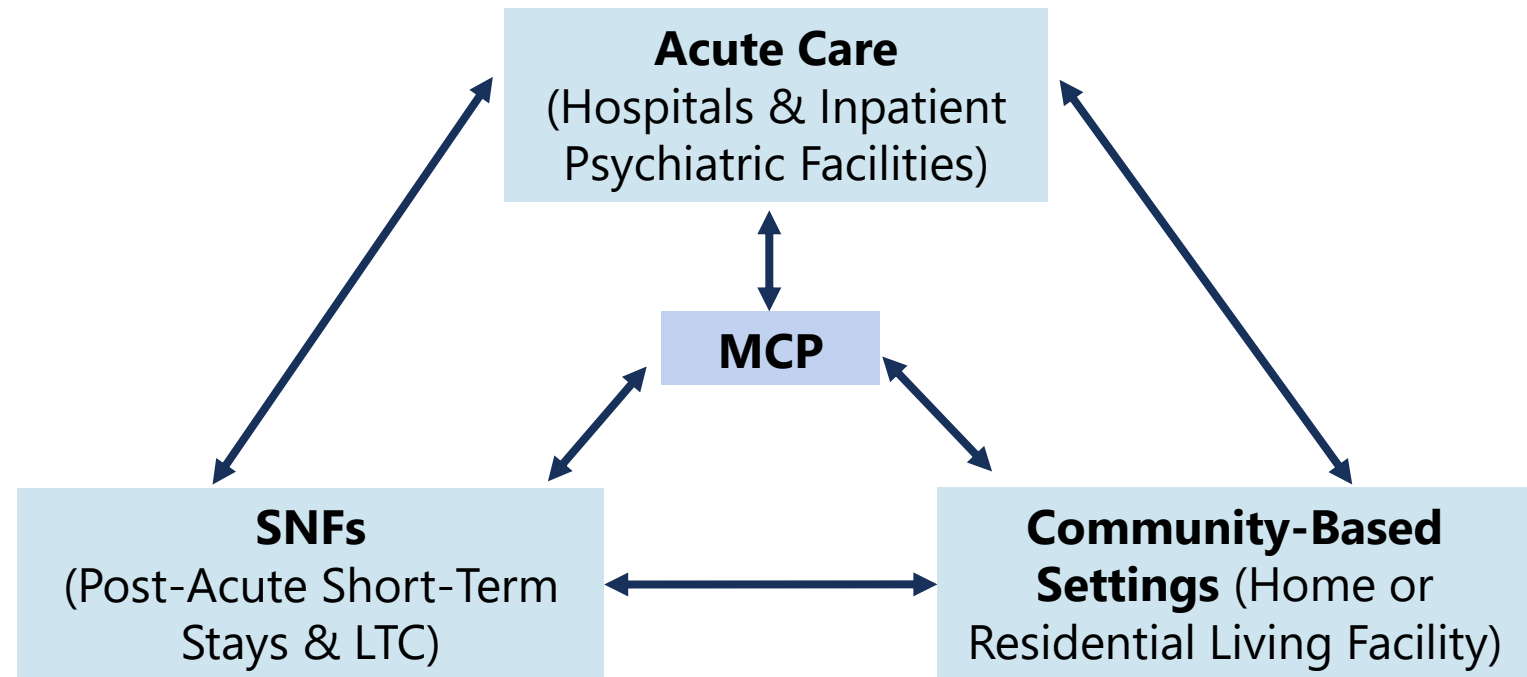 Acute Care
(Hospitals & Inpatient
Psychiatric Facilities)
MCP
SNFs
(Post-Acute Short-Term
Stays & LTC)
Community-Based
Settings (Home or
Residential Living Facility)